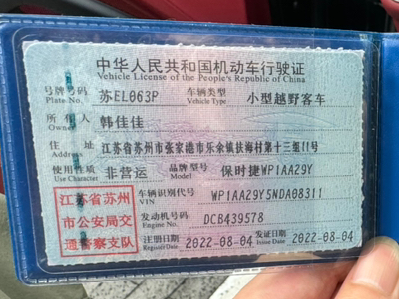 中华人民共和国机动车行驶证
Vehicle License of the People's Republic of China
号牌号码 苏EL063P 车辆类型 小型越野客车
Plate No. Vehicle Type
所有人 韩佳佳
Owner
住址 江苏省苏州市张家港市乐余镇扶海村第十三组11号
Address
使用性质 非营运 品牌型号 保时捷WP1AA29Y
Use Character Model
江苏省苏州市公安局交通警察支队
车辆识别代号 WP1AA29Y5NDA08311
VIN
发动机号码 DCB439578
Engine No.
注册日期 2022-08-04 发证日期 2022-08-04
Register Date Issue Date